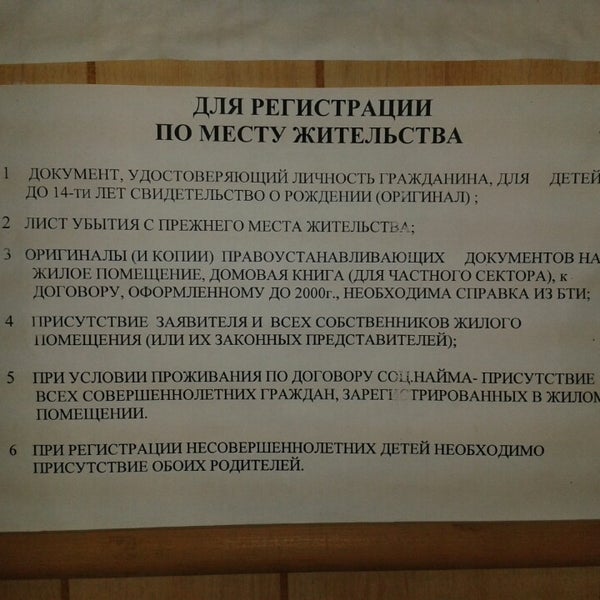 ДЛЯ РЕГИСТРАЦИИ
ПО МЕСТУ ЖИТЕЛЬСТВА
1 ДОКУМЕНТ, УДОСТОВЕРЯЮЩИЙ ЛИЧНОСТЬ ГРАЖДАНИНА, ДЛЯ ДЕТЕЙ
ДО 14-ти ЛЕТ СВИДЕТЕЛЬСТВО О РОЖДЕНИИ (ОРИГИНАЛ) ;
2 ЛИСТ УБЫТИЯ С ПРЕЖНЕГО МЕСТА ЖИТЕЛЬСТВА;
3 ОРИГИНАЛЫ (И КОПИИ) ПРАВОУСТАНАВЛИВАЮЩИХ ДОКУМЕНТОВ НА
ЖИЛОЕ ПОМЕЩЕНИЕ, ДОМОВАЯ КНИГА (ДЛЯ ЧАСТНОГО СЕКТОРА), к
ДОГОВОРУ, ОФОРМЛЕННОМУ ДО 2000г., НЕОБХОДИМА СПРАВКА ИЗ БТИ;
4 ПРИСУТСТВИЕ ЗАЯВИТЕЛЯ И ВСЕХ СОБСТВЕННИКОВ ЖИЛОГО
ПОМЕЩЕНИЯ (ИЛИ ИХ ЗАКОННЫХ ПРЕДСТАВИТЕЛЕЙ);
5 ПРИ УСЛОВИИ ПРОЖИВАНИЯ ПО ДОГОВОРУ СОЦ.НАЙМА- ПРИСУТСТВИЕ
ВСЕХ СОВЕРШЕННОЛЕТНИХ ГРАЖДАН, ЗАРЕГИСТРИРОВАННЫХ В ЖИЛОМ
ПОМЕЩЕНИИ.
6 ПРИ РЕГИСТРАЦИИ НЕСОВЕРШЕННОЛЕТНИХ ДЕТЕЙ НЕОБХОДИМО
ПРИСУТСТВИЕ ОБОИХ РОДИТЕЛЕЙ.